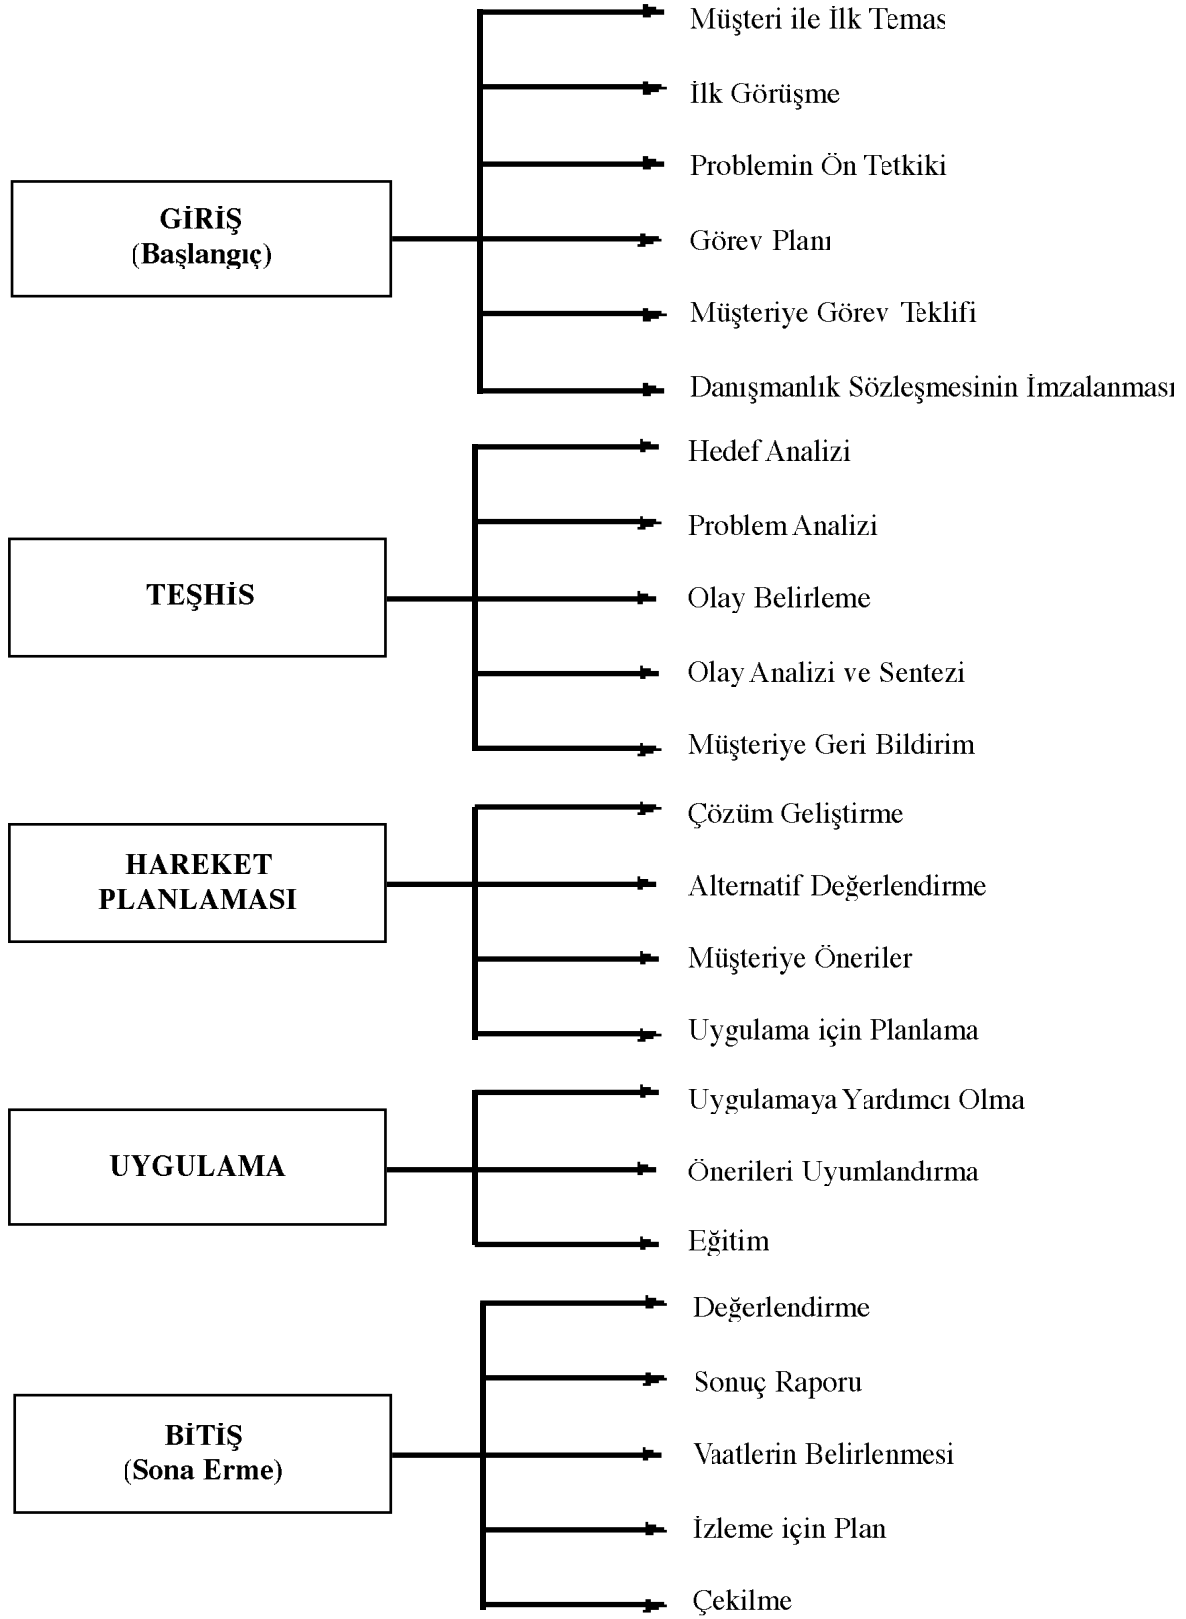 Müşteri ile İlk Temas
İlk Görüşme
Problemin Ön Tetkiki
GİRİŞ
(Başlangıç)
Görev Planı
Müşteriye Görev Teklifi
Danışmanlık Sözleşmesinin İmzalanması
Hedef Analizi
Problem Analizi
TEŞHİS
Olay Belirleme
Olay Analizi ve Sentezi
Müşteriye Geri Bildirim
Çözüm Geliştirme
HAREKET
PLANLAMASI
Alternatif Değerlendirme
Müşteriye Öneriler
Uygulama için Planlama
Uygulamaya Yardımcı Olma
UYGULAMA
Önerileri Uyumlandırma
Eğitim
Değerlendirme
Sonuç Raporu
BİTİŞ
(Sona Erme)
Vaatlerin Belirlenmesi
İzleme için Plan
Çekilme